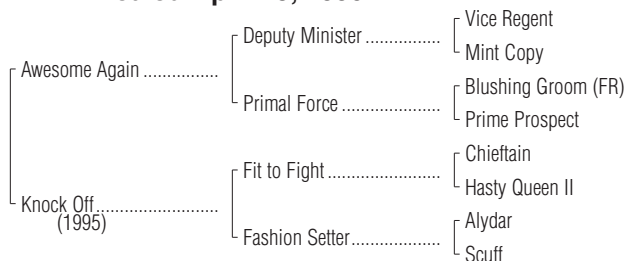 Vice Regent
Deputy Minister
Mint Copy
Awesome Again
Blushing Groom (FR)
Primal Force
Prime Prospect
Chieftain
Fit to Fight
Hasty Queen II
Knock Off
(1995)
Alydar
Fashion Setter
Scuff